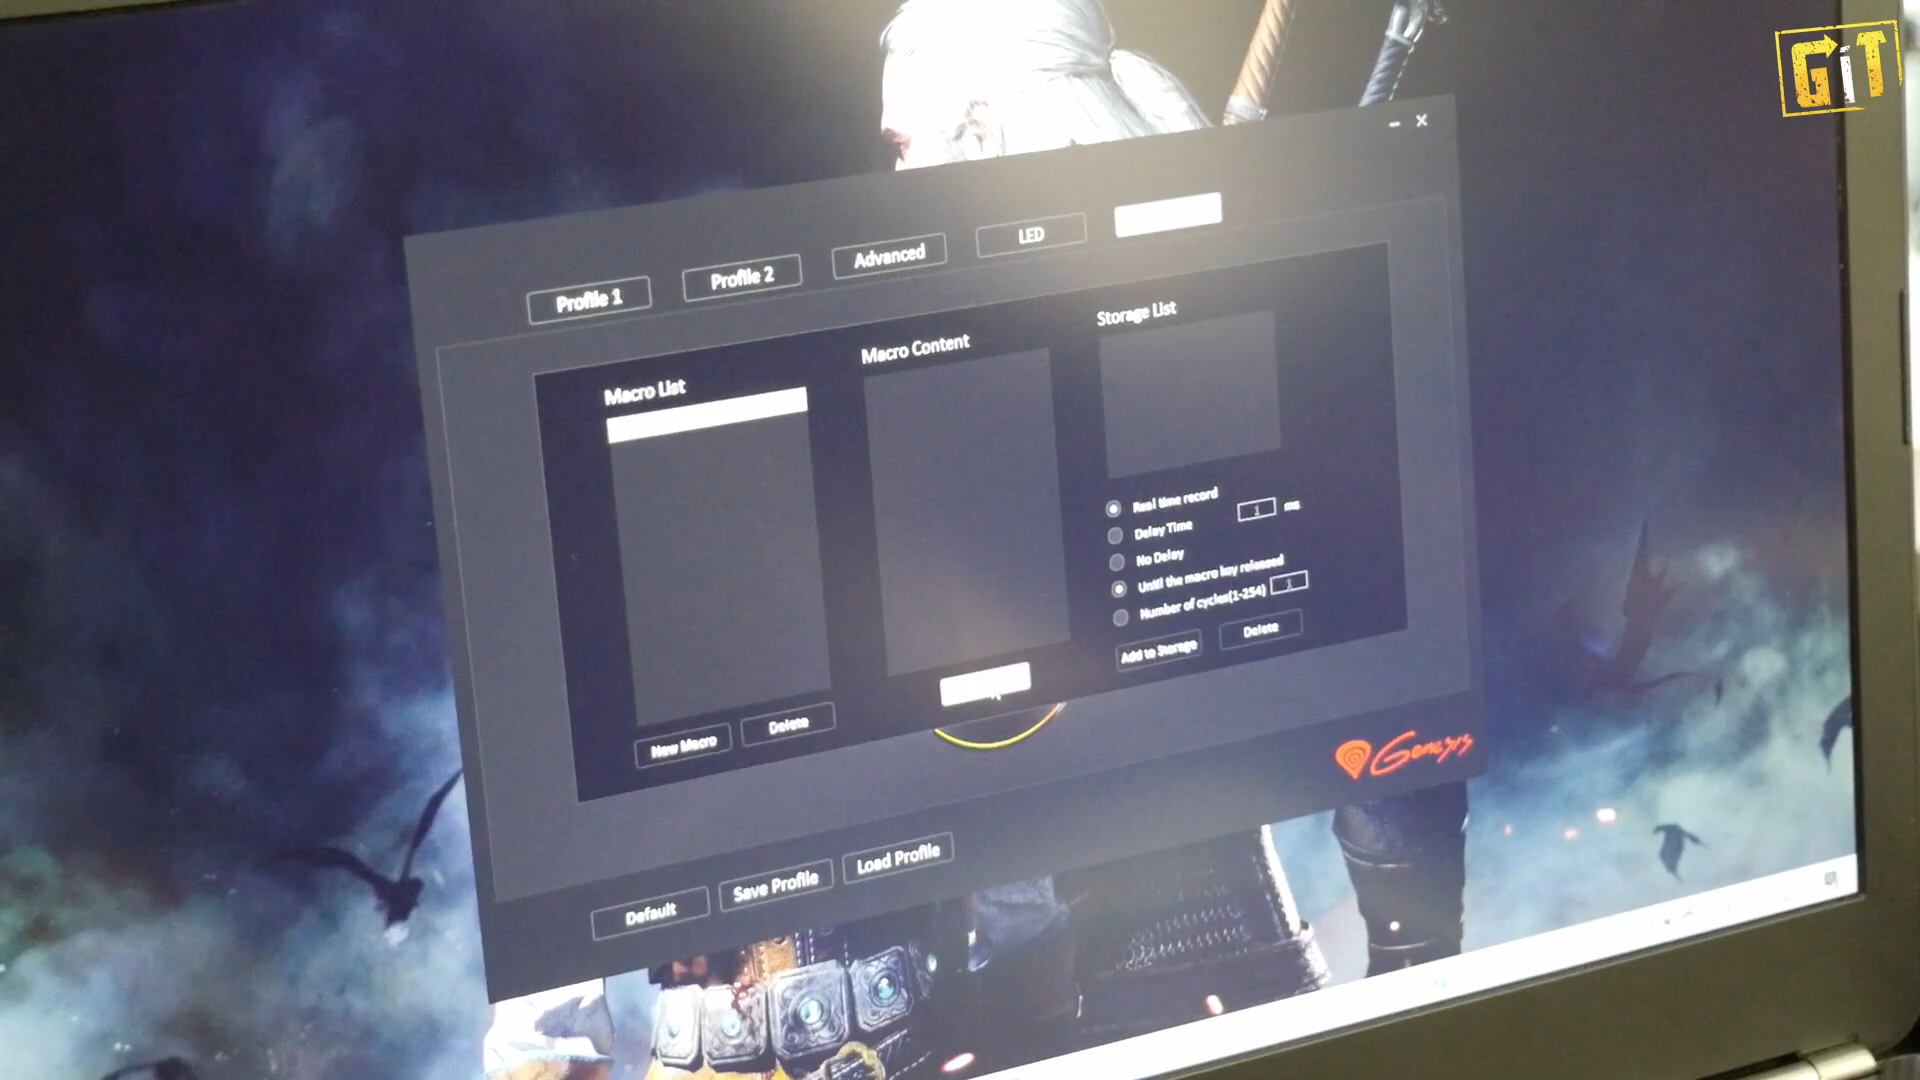 GiT
Profile 1
Profile 2
Advanced
LED
Macro List
Macro Content
Storage List
Real time record
Delay Time
1 ms
No Delay
Until the macro key released
Number of cycles(1-254) 1
Add to Storage
Delete
New Macro
Delete
Genesis
Default
Save Profile
Load Profile